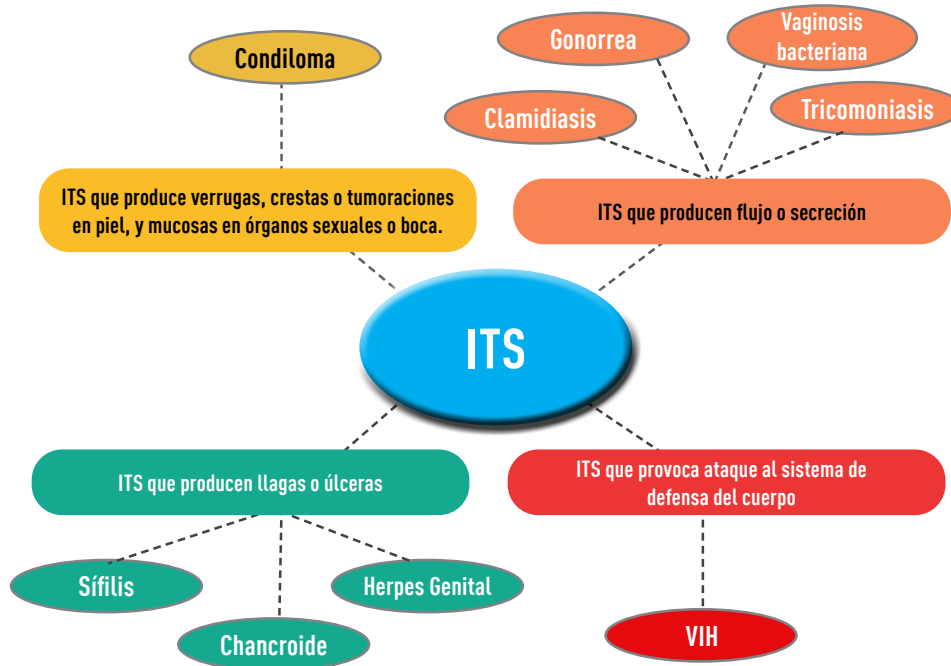 Condiloma
Gonorrea
Vaginosis
bacteriana
Clamidiasis
Tricomoniasis
ITS que produce verrugas, crestas o tumoraciones
en piel, y mucosas en órganos sexuales o boca.
ITS que producen flujo o secreción
ITS
ITS que producen llagas o úlceras
ITS que provoca ataque al sistema de
defensa del cuerpo
Sífilis
Herpes Genital
Chancroide
VIH